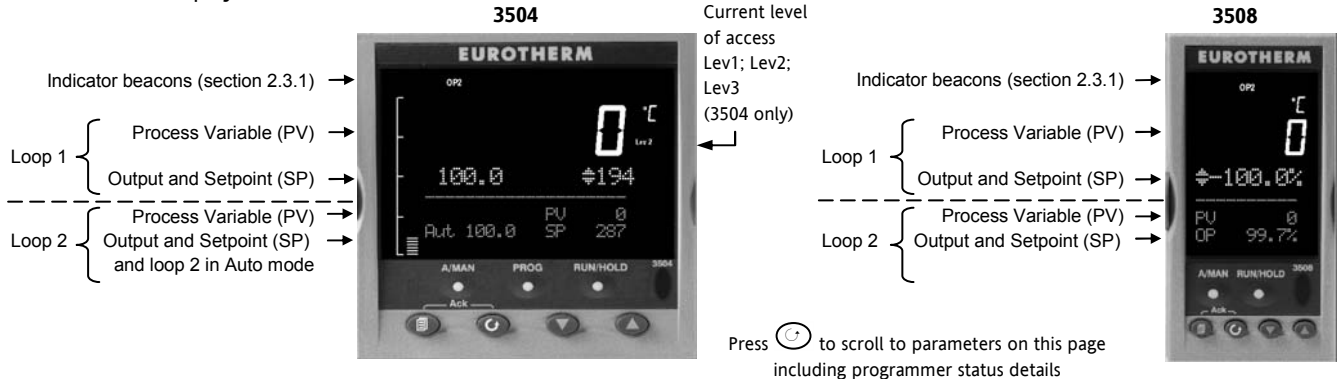 3504
Current level
of access
Lev1; Lev2;
Lev3
(3504 only)
Indicator beacons (section 2.3.1)
Loop 1
Process Variable (PV)
Output and Setpoint (SP)
Loop 2
Process Variable (PV)
Output and Setpoint (SP)
and loop 2 in Auto mode
EUROTHERM
OP2
°C
0
Lev 2
100.0 194
PV 0
Aut 100.0 SP 287
A/MAN PROG RUN/HOLD 3504
Ack
3508
Indicator beacons (section 2.3.1)
Loop 1
Process Variable (PV)
Output and Setpoint (SP)
Loop 2
Process Variable (PV)
Output and Setpoint (SP)
EUROTHERM
OP2
°C
0
-100.0%
PV 0
OP 99.7%
A/MAN RUN/HOLD 3508
Ack
Press to scroll to parameters on this page
including programmer status details